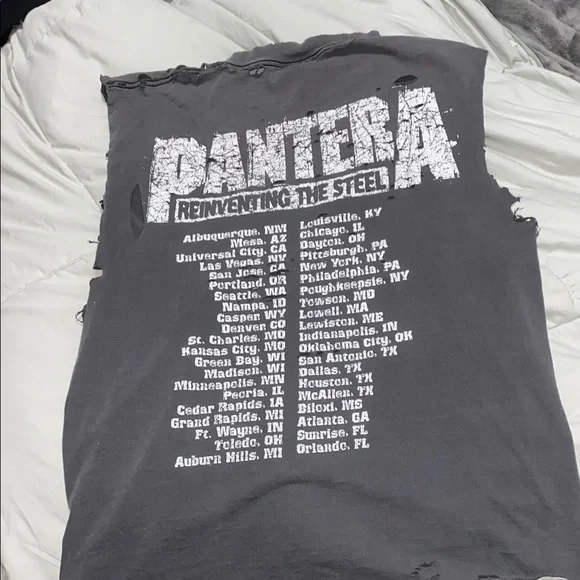 PANTERA
REINVENTING THE STEEL
Albuquerque, NM
Mesa, AZ
Universal City, CA
Las Vegas, NV
San Jose, CA
Portland, OR
Seattle, WA
Nampa, ID
Casper, WY
Denver, CO
St. Charles, MO
Kansas City, MO
Green Bay, WI
Madison, WI
Minneapolis, MN
Peoria, IL
Cedar Rapids, IA
Grand Rapids, MI
Ft. Wayne, IN
Toledo, OH
Auburn Hills, MI
Louisville, KY
Chicago, IL
Dayton, OH
Pittsburgh, PA
New York, NY
Philadelphia, PA
Poughkeepsie, NY
Towson, MD
Lowell, MA
Lewiston, ME
Indianapolis, IN
Oklahoma City, OK
San Antonio, TX
Dallas, TX
Houston, TX
McAllen, TX
Biloxi, MS
Atlanta, GA
Sunrise, FL
Orlando, FL